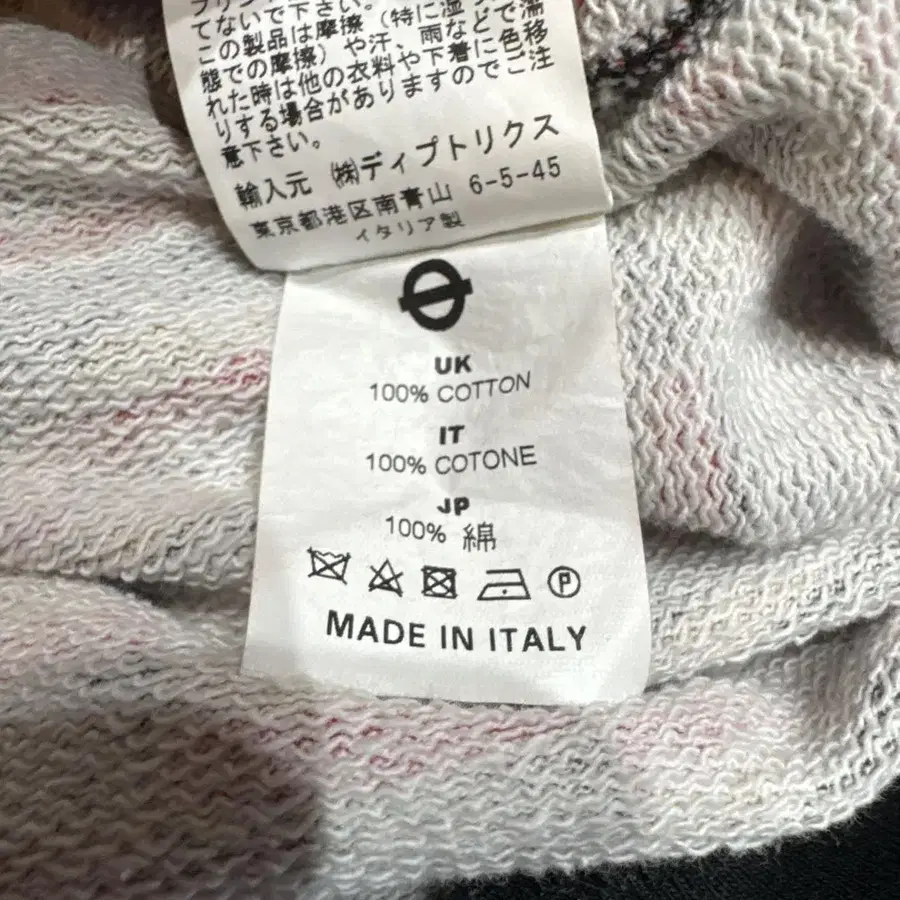 てない で下さい。
この製品は摩擦（特に湿
態での摩擦）や汗、雨などで濡
れた時は他の衣料や下着に色移
りする場合がありますのでご注
意下さい。
輸入元 ㈱ディプトリクス
東京都港区南青山 6-5-45
イタリア製
UK
100% COTTON
IT
100% COTONE
JP
100% 綿
P
MADE IN ITALY